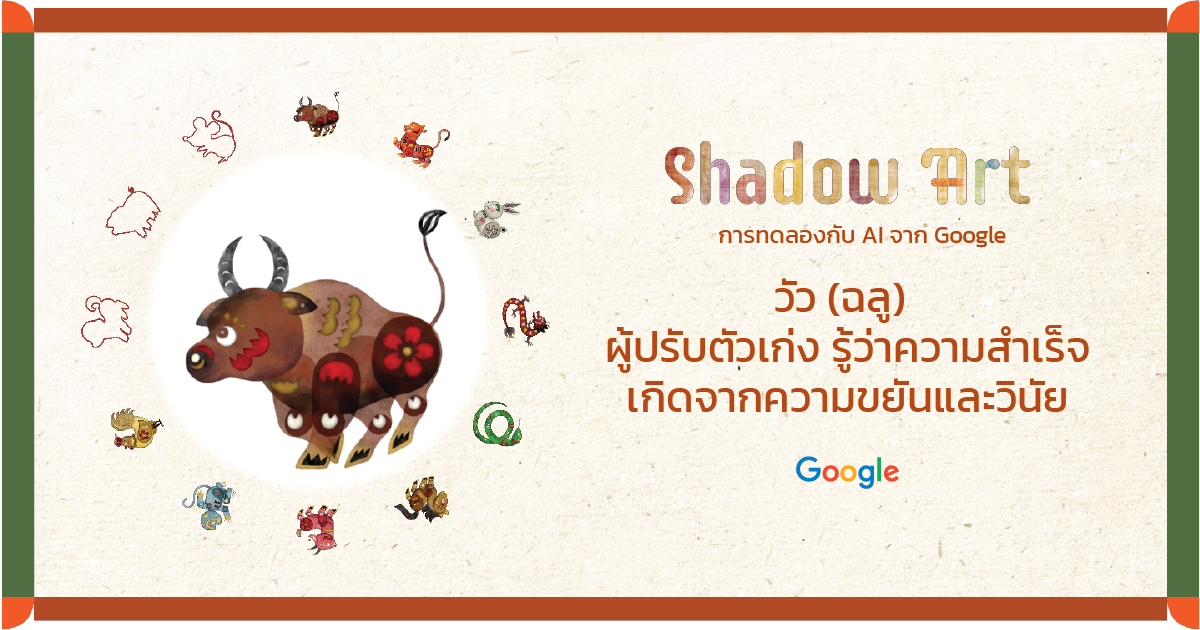 Shadow Art
การทดลองกับ AI จาก Google
วัว (ฉลู)
ผู้ปรับตัวเก่ง รู้ว่าความสำเร็จ
เกิดจากความขยันและวินัย
Google